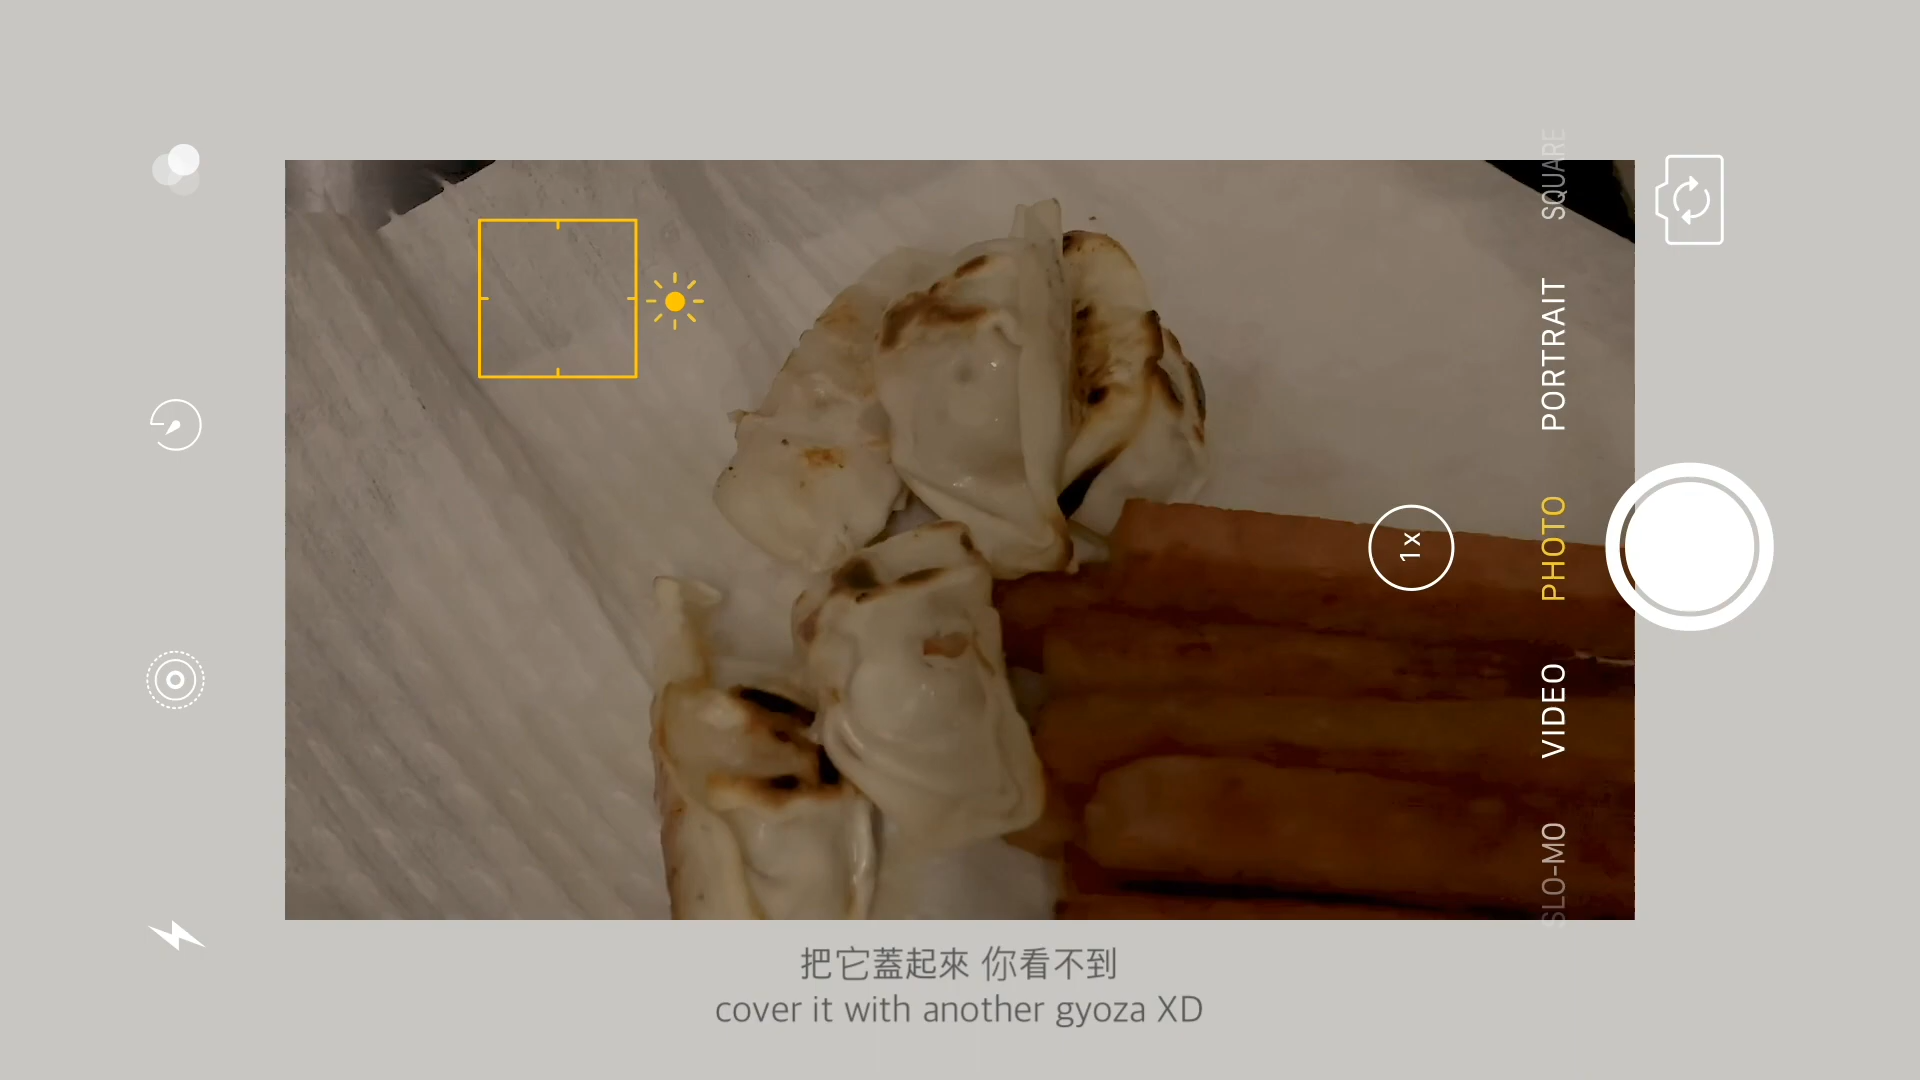 SQUARE
PORTRAIT
PHOTO
VIDEO
SLO-MO
1x
把它蓋起來 你看不到
cover it with another gyoza XD